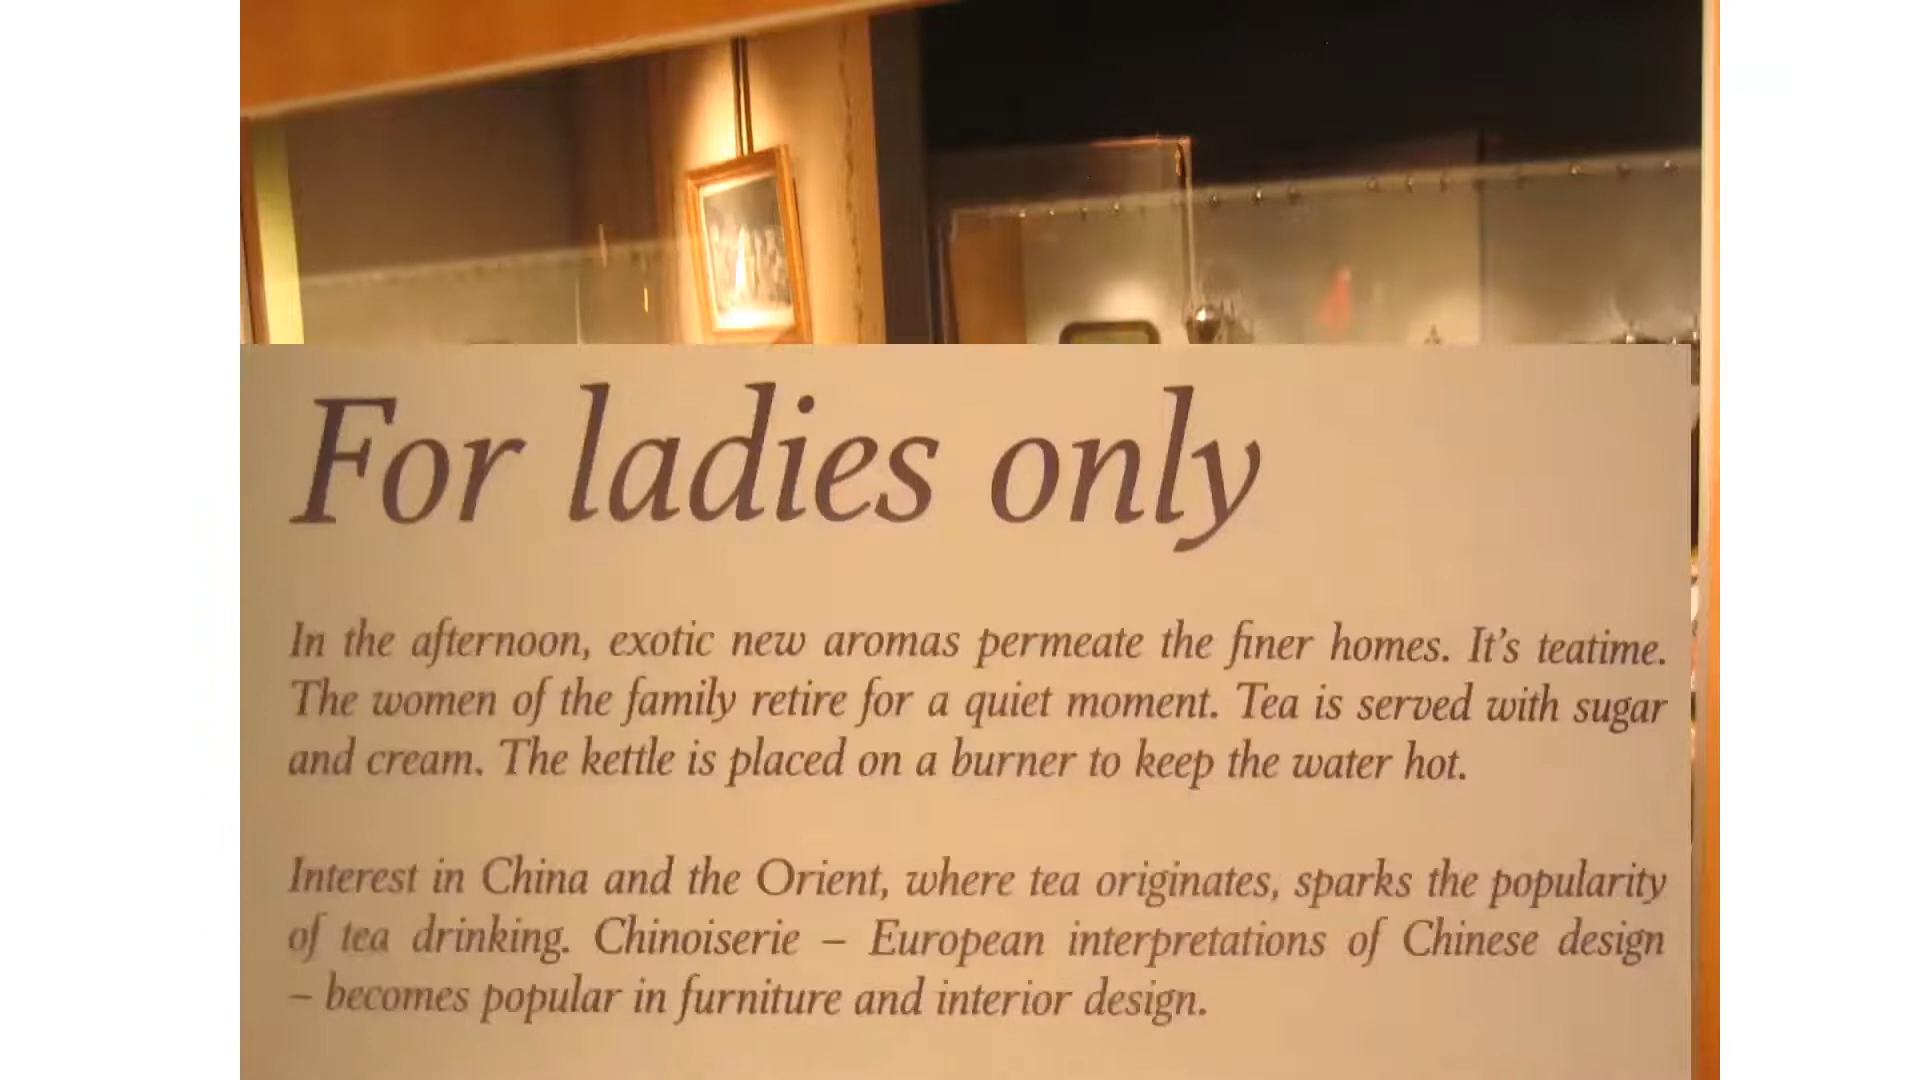 For ladies only
In the afternoon, exotic new aromas permeate the finer homes. It's teatime.
The women of the family retire for a quiet moment. Tea is served with sugar
and cream. The kettle is placed on a burner to keep the water hot.
Interest in China and the Orient, where tea originates, sparks the popularity
of tea drinking. Chinoiserie – European interpretations of Chinese design
– becomes popular in furniture and interior design.